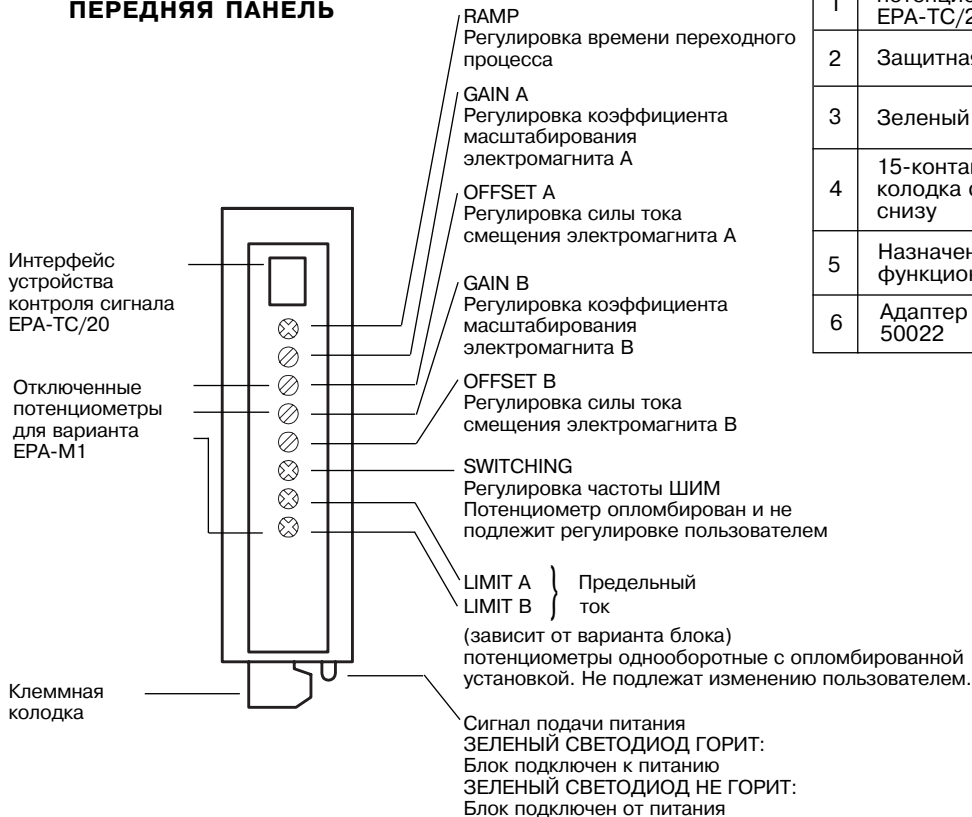 ПЕРЕДНЯЯ ПАНЕЛЬ
RAMP
Регулировка времени переходного
процесса
GAIN A
Регулировка коэффициента
масштабирования
электромагнита А
OFFSET A
Регулировка силы тока
смещения электромагнита А
GAIN B
Регулировка коэффициента
масштабирования
электромагнита В
OFFSET B
Регулировка силы тока
смещения электромагнита В
SWITCHING
Регулировка частоты ШИМ
Потенциометр опломбирован и не
подлежит регулировке пользователем
LIMIT A
LIMIT B
Предельный
ток
(зависит от варианта блока)
потенциометры однооборотные с опломбированной
установкой. Не подлежат изменению пользователем.
Сигнал подачи питания
ЗЕЛЕНЫЙ СВЕТОДИОД ГОРИТ:
Блок подключен к питанию
ЗЕЛЕНЫЙ СВЕТОДИОД НЕ ГОРИТ:
Блок подключен от питания
Интерфейс
устройства
контроля сигнала
EPA-TC/20
Отключенные
потенциометры
для варианта
EPA-M1
Клеммная
колодка
1
EPA-TC/2
2 Защитная
3 Зеленый
4 15-конта
колодка
снизу
5 Назначен
функцион
6 Адаптер
50022